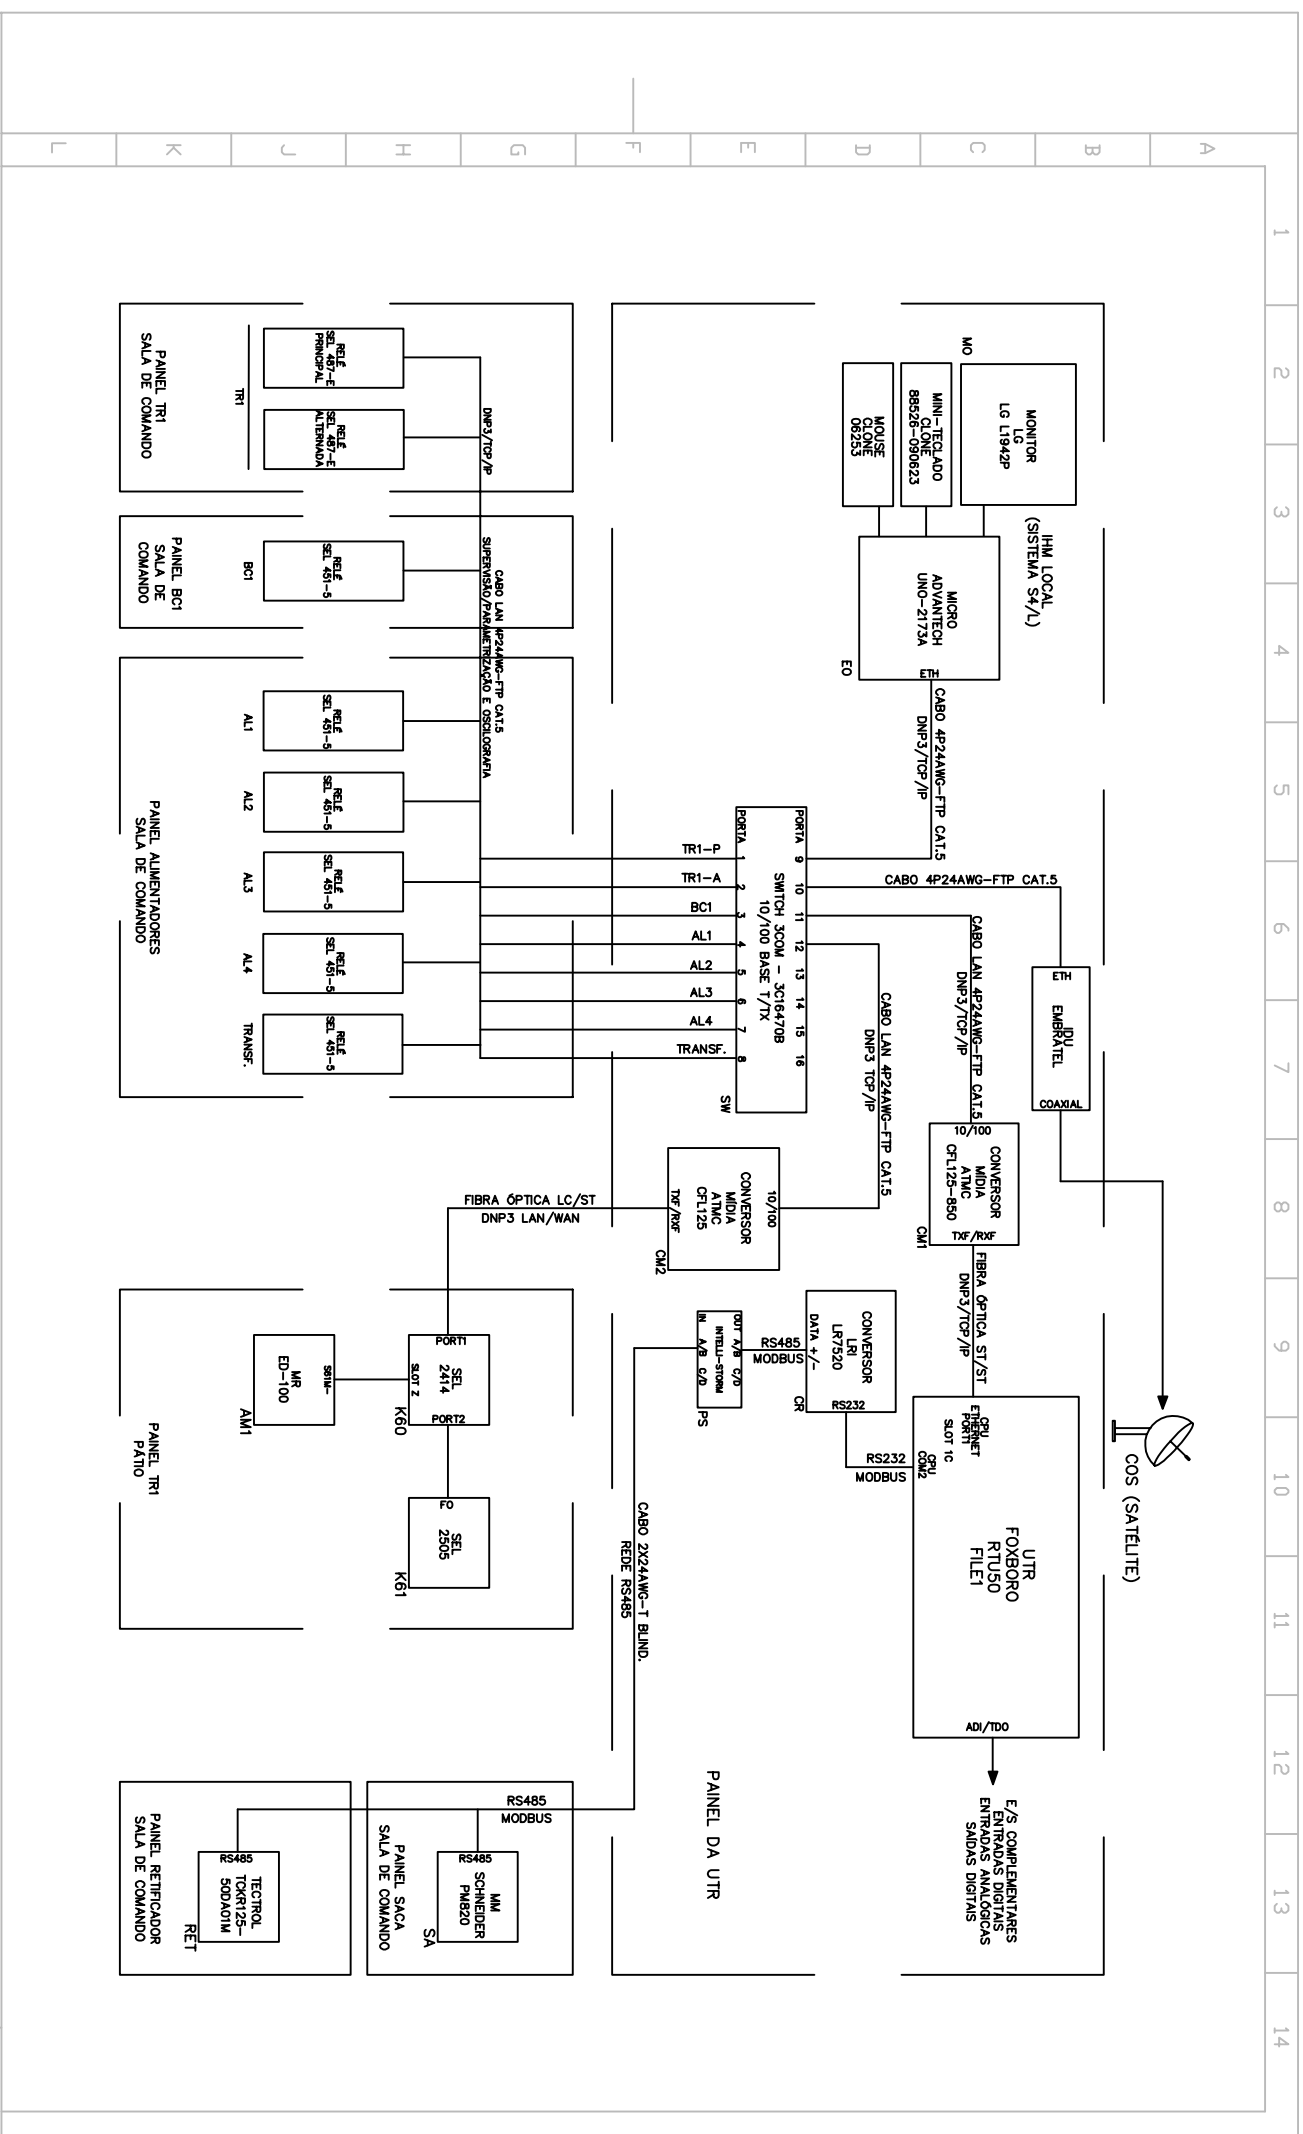 A
B
C
D
E
F
G
H
J
K
L
1
2
3
4
5
6
7
8
9
10
11
12
13
14
COS (SATÉLITE)
IHM LOCAL
(SISTEMA S4/L)
MONITOR
LG
LG L1942P
MO
MINI-TECLADO
CLONE
88526-090623
MOUSE
CLONE
06253
MICRO
ADVANTECH
UNO-2173A
ETH
EO
CABO 4P24AWG-FTP CAT.5
DNP3/TCP/IP
CABO 4P24AWG-FTP CAT.5
ETH
IDU
EMBRATEL
COAXIAL
CABO LAN 4P24AWG-FTP CAT.5
DNP3/TCP/IP
10/100
CONVERSOR
MÍDIA
ATMC
CFL125-850
TXF/RXF
CM1
FIBRA ÓPTICA ST/ST
DNP3/TCP/IP
CPU
ETHERNET
PORT1
SLOT 1C
CPU
COM2
UTR
FOXBORO
RTU50
FILE1
ADI/TDO
E/S COMPLEMENTARES
ENTRADAS DIGITAIS
ENTRADAS ANALÓGICAS
SAÍDAS DIGITAIS
CABO LAN 4P24AWG-FTP CAT.5
DNP3 TCP/IP
PORTA 9 10 11 12 13 14 15 16
SWITCH 3COM - 3C16470B
10/100 BASE T/TX
PORTA 1 2 3 4 5 6 7 8
SW
TR1-P
TR1-A
BC1
AL1
AL2
AL3
AL4
TRANSF.
10/100
CONVERSOR
MÍDIA
ATMC
CFL125
TXF/RXF
CM2
FIBRA ÓPTICA LC/ST
DNP3 LAN/WAN
CONVERSOR
LRI
LR7520
DATA +/-
RS232
CR
RS232
MODBUS
RS485
MODBUS
OUT A/B C/D
INTELLI-STORM
IN A/B C/D
PS
PAINEL DA UTR
CABO 2X24AWG-T BLIND.
REDE RS485
DNP3/TCP/IP
CABO LAN 4P24AWG-FTP CAT.5
SUPERVISÃO/PARAMETRIZAÇÃO E OSCILOGRAFIA
RELÉ
SEL 487-E
PRINCIPAL
RELÉ
SEL 487-E
ALTERNADA
TR1
PAINEL TR1
SALA DE COMANDO
RELÉ
SEL 451-5
BC1
PAINEL BC1
SALA DE
COMANDO
RELÉ
SEL 451-5
AL1
RELÉ
SEL 451-5
AL2
RELÉ
SEL 451-5
AL3
RELÉ
SEL 451-5
AL4
RELÉ
SEL 451-5
TRANSF.
PAINEL ALIMENTADORES
SALA DE COMANDO
PORT1
SEL
2414
PORT2
SLOT Z
K60
FO
SEL
2505
K61
S81M-
MR
ED-100
AM1
PAINEL TR1
PÁTIO
RS485
MODBUS
RS485
MM
SCHNEIDER
PM820
SA
PAINEL SACA
SALA DE COMANDO
RS485
TECTROL
TCKR125-
50DA01M
RET
PAINEL RETIFICADOR
SALA DE COMANDO